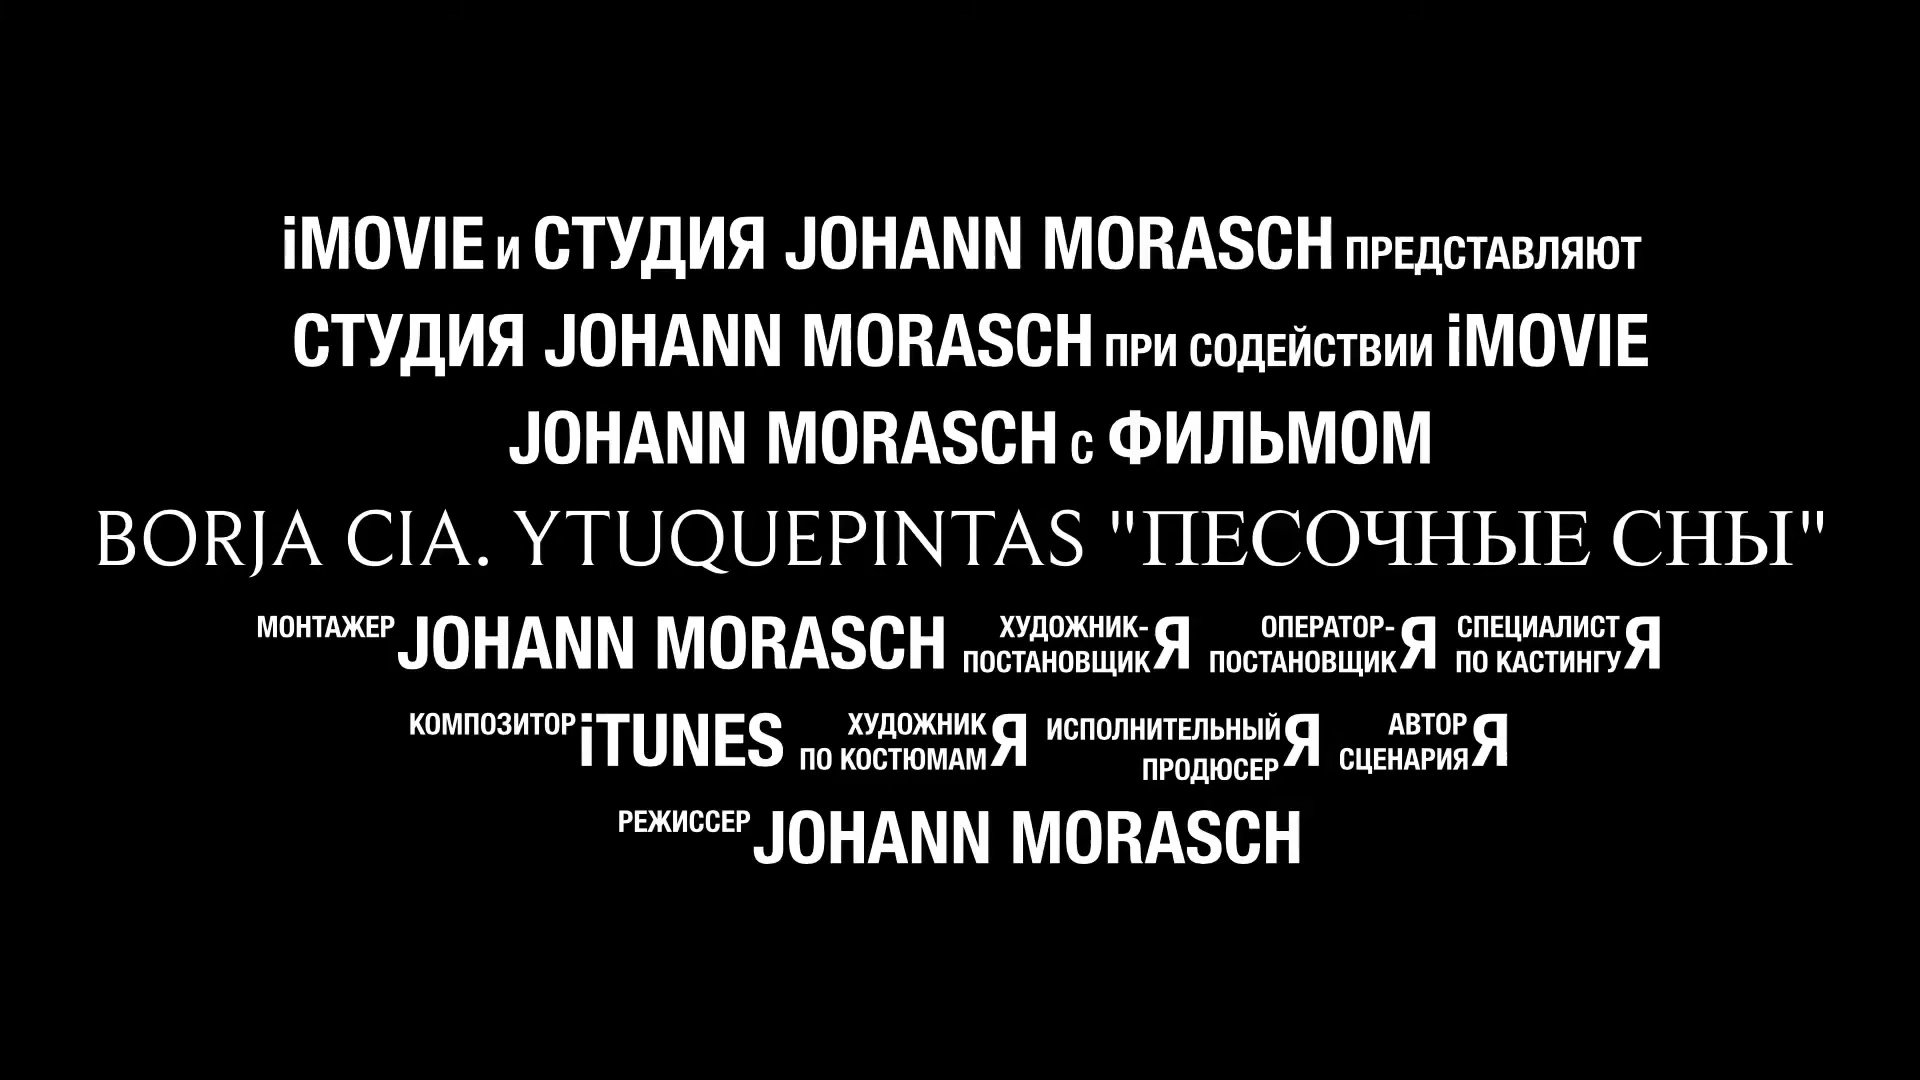 iMOVIE и СТУДИЯ JOHANN MORASCH ПРЕДСТАВЛЯЮТ
СТУДИЯ JOHANN MORASCH ПРИ СОДЕЙСТВИИ iMOVIE
JOHANN MORASCH с ФИЛЬМОМ
BORJA CIA. YTUQUEPINTAS "ПЕСОЧНЫЕ СНЫ"
МОНТАЖЕР JOHANN MORASCH ХУДОЖНИК-ПОСТАНОВЩИК Я ОПЕРАТОР-ПОСТАНОВЩИК Я СПЕЦИАЛИСТ ПО КАСТИНГУ Я
КОМПОЗИТОР iTUNES ХУДОЖНИК ПО КОСТЮМАМ Я ИСПОЛНИТЕЛЬНЫЙ ПРОДЮСЕР Я АВТОР СЦЕНАРИЯ Я
РЕЖИССЕР JOHANN MORASCH